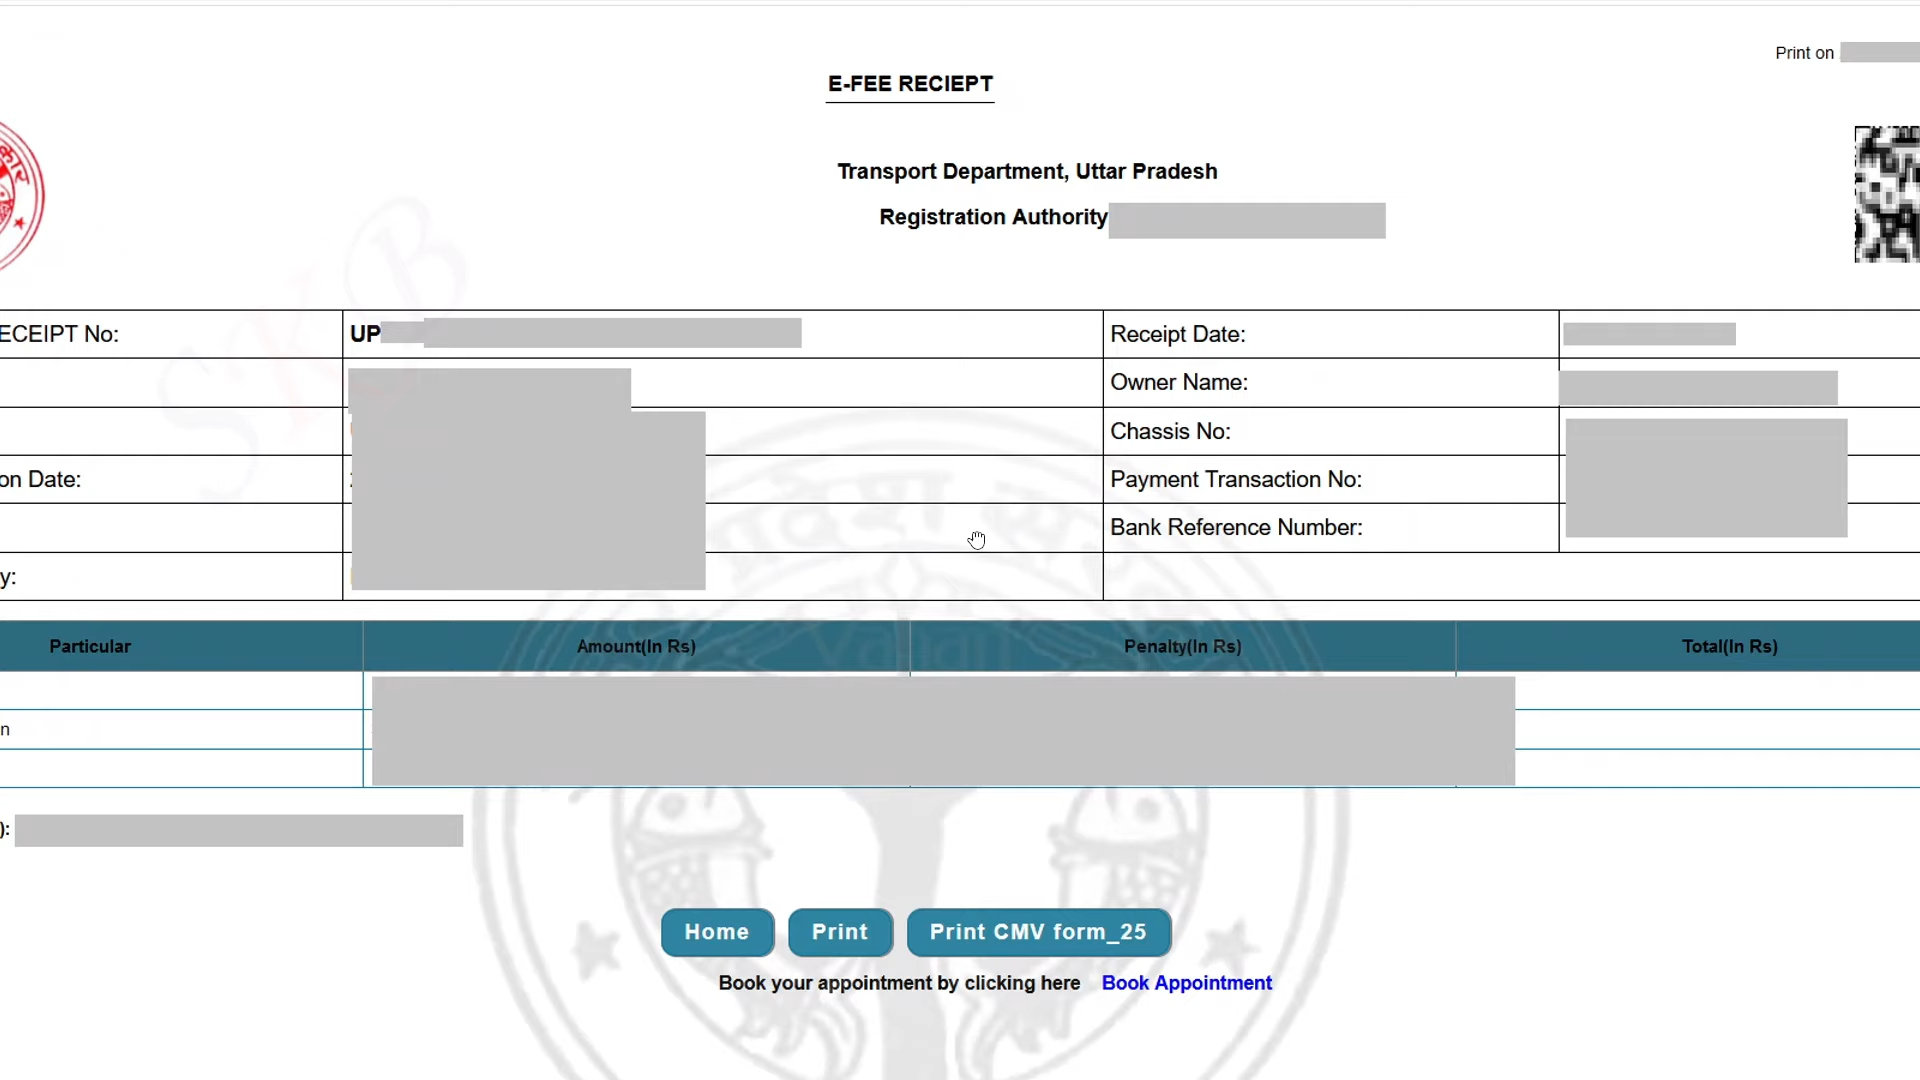 Print on
E-FEE RECIEPT
Transport Department, Uttar Pradesh
Registration Authority
ECEIPT No: UP Receipt Date:
Owner Name:
Chassis No:
on Date: Payment Transaction No:
Bank Reference Number:
y:
Particular Amount(In Rs) Penalty(In Rs) Total(In Rs)
n
):
Home Print Print CMV form_25
Book your appointment by clicking here Book Appointment
SKB